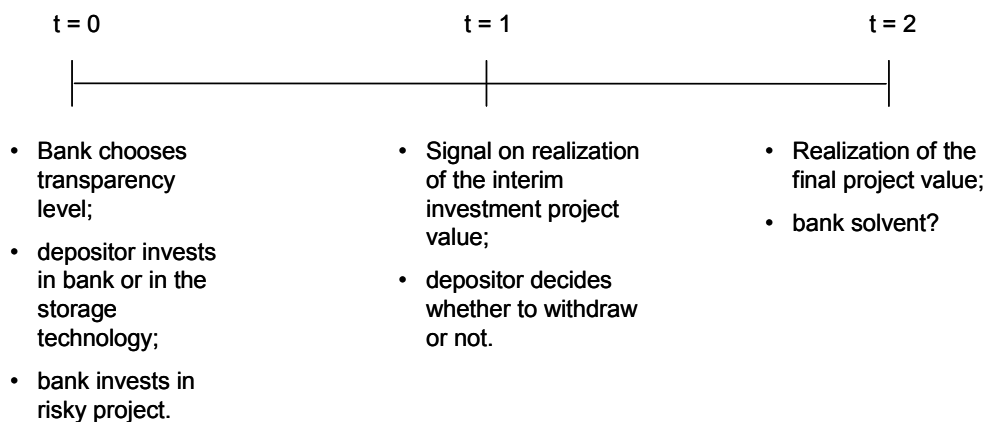 t = 0
t = 1
t = 2
• Bank chooses
transparency
level;
• depositor invests
in bank or in the
storage
technology;
• bank invests in
risky project.
• Signal on realization
of the interim
investment project
value;
• depositor decides
whether to withdraw
or not.
• Realization of the
final project value;
• bank solvent?